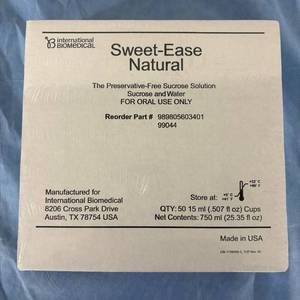 international
BIOMEDICAL
Sweet-Ease
Natural
The Preservative-Free Sucrose Solution
Sucrose and Water
FOR ORAL USE ONLY
Reorder Part # 989805603401
99044
Manufactured for
International Biomedical
8206 Cross Park Drive
Austin, TX 78754 USA
Store at:
QTY: 50 15 ml (.507 fl oz) Cups
Net Contents: 750 ml (25.35 fl oz)
Made in USA